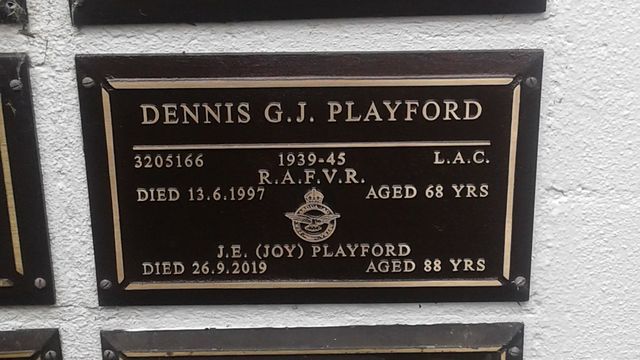 DENNIS G.J. PLAYFORD
3205166 1939-45 L.A.C.
R.A.F.V.R.
DIED 13.6.1997 AGED 68 YRS
J.E. (JOY) PLAYFORD
DIED 26.9.2019 AGED 88 YRS